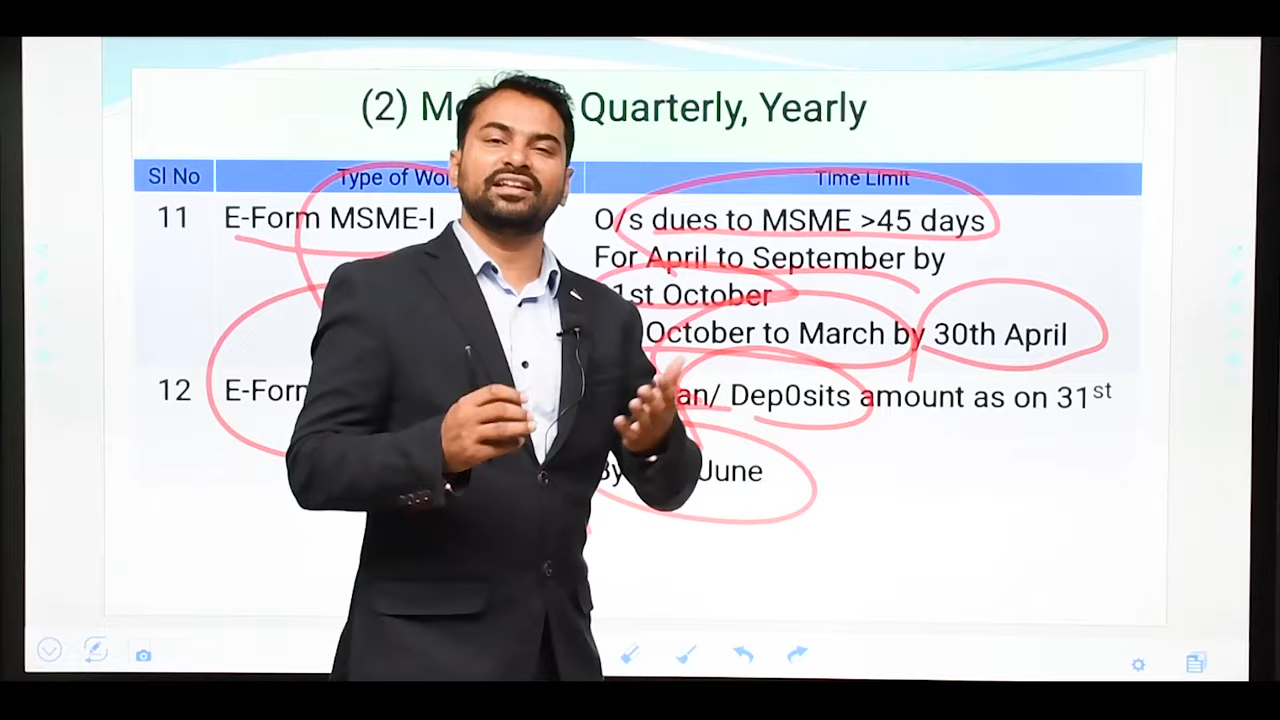 (2) Quarterly, Yearly
Sl No Type of Time Limit
11 E-Form MSME-I O/s dues to MSME >45 days
For April to September by
1st October
October to March by 30th April
12 E-Form / Dep0sits amount as on 31st
June